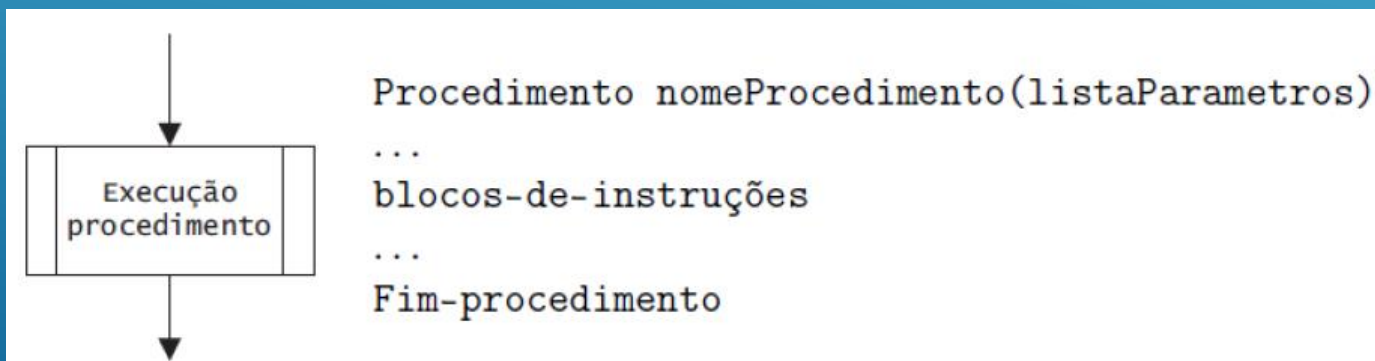 Execução
procedimento
Procedimento nomeProcedimento(listaParametros)
...
blocos-de-instruções
...
Fim-procedimento